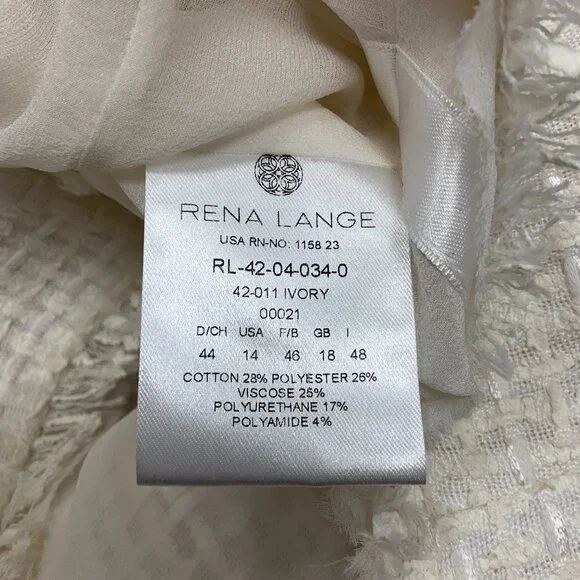 RENA LANGE
USA RN-NO: 1158 23
RL-42-04-034-0
42-011 IVORY
00021
D/CH USA F/B GB I
44 14 46 18 48
COTTON 28% POLYESTER 26%
VISCOSE 25%
POLYURETHANE 17%
POLYAMIDE 4%